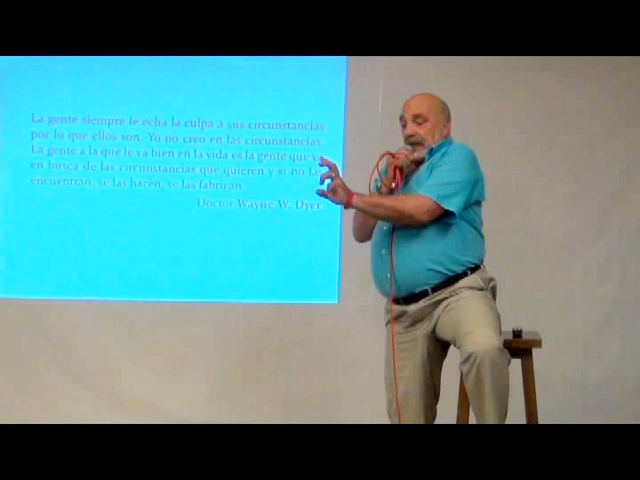 La gente siempre le echa la culpa a sus circunstancias
por lo que ellos son. Yo no creo en las circunstancias.
La gente a la que le va bien en la vida es la gente que va
en busca de las circunstancias que quieren y si no las
encuentran, se las hacen, se las fabrican
Doctor Wayne W. Dyer